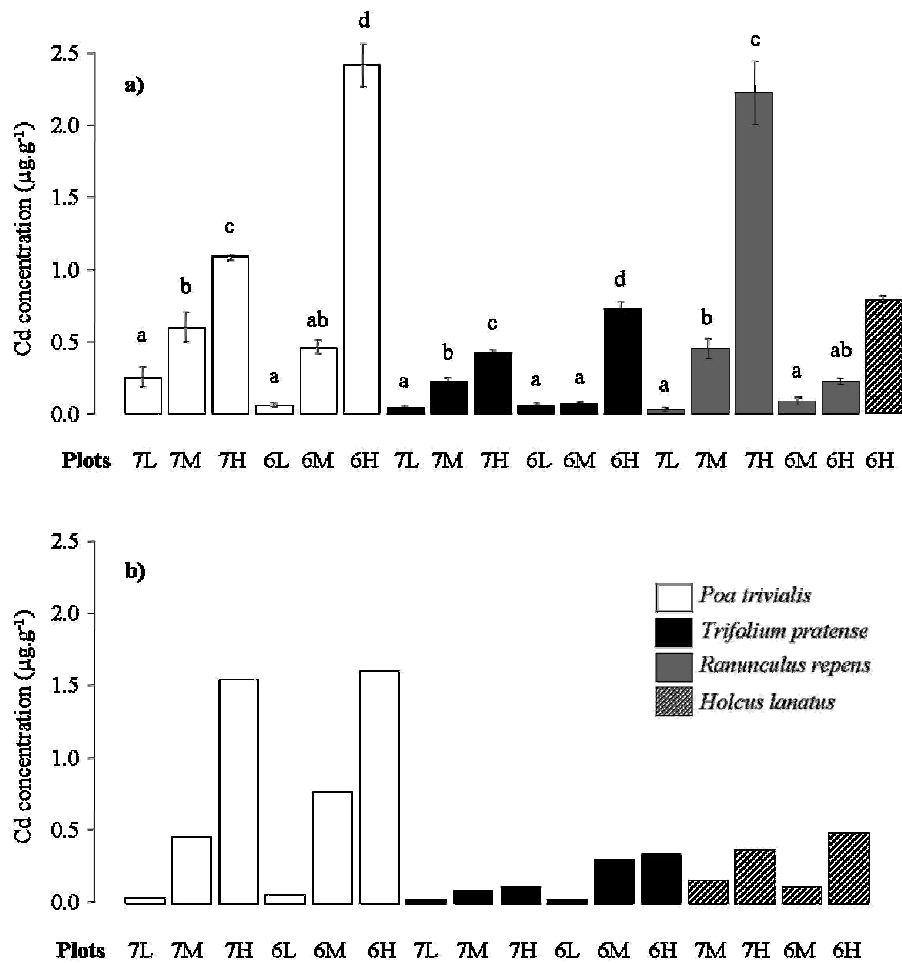 d
c
2.5
a)
2.0
Cd concentration (µg.g-1)
1.5
c
1.0
d
b
ab
0.5
a
c
b
ab
b
a
a
a
a
a
a
0.0
Plots 7L 7M 7H 6L 6M 6H 7L 7M 7H 6L 6M 6H 7L 7M 7H 6M 6H 6H
2.5
b)
2.0
Cd concentration (µg.g-1)
1.5
1.0
0.5
0.0
Poa trivialis
Trifolium pratense
Ranunculus repens
Holcus lanatus
Plots 7L 7M 7H 6L 6M 6H 7L 7M 7H 6L 6M 6H 7M 7H 6M 6H